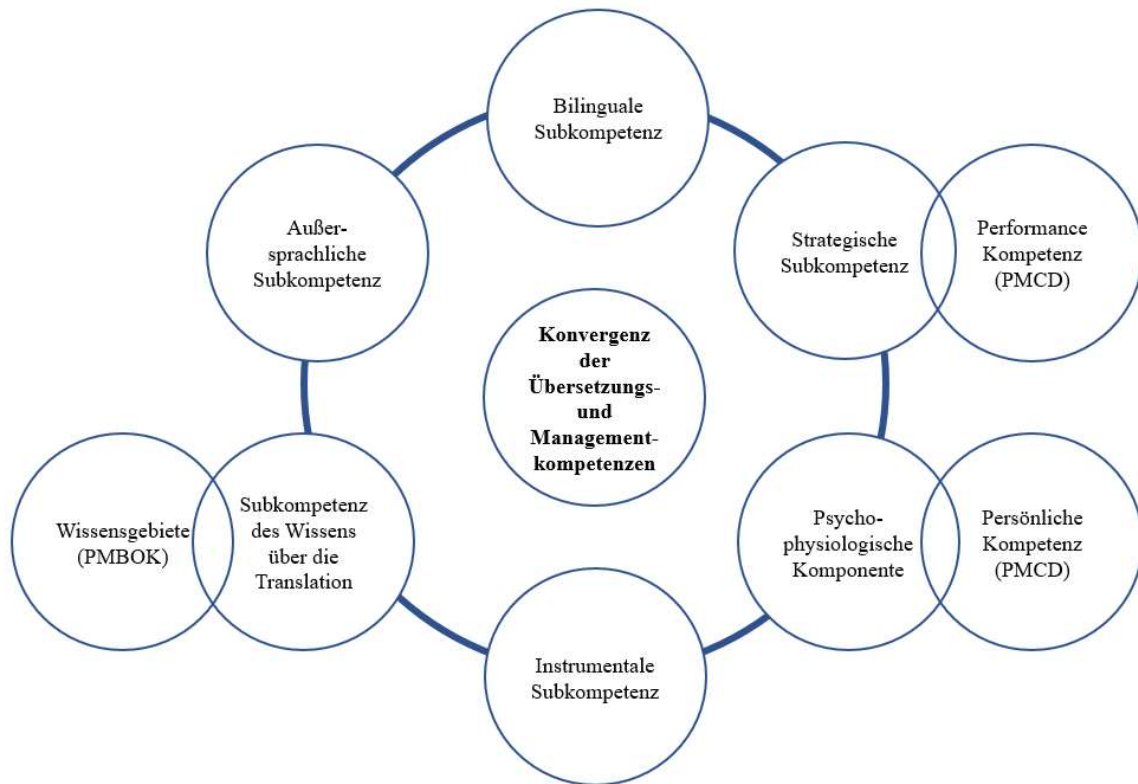 Bilinguale
Subkompetenz
Außer-
sprachliche
Subkompetenz
Strategische
Subkompetenz
Performance
Kompetenz
(PMCD)
Konvergenz
der
Übersetzungs-
und
Management-
kompetenzen
Wissensgebiete
(PMBOK)
Subkompetenz
des Wissens
über die
Translation
Psycho-
physiologische
Komponente
Persönliche
Kompetenz
(PMCD)
Instrumentale
Subkompetenz